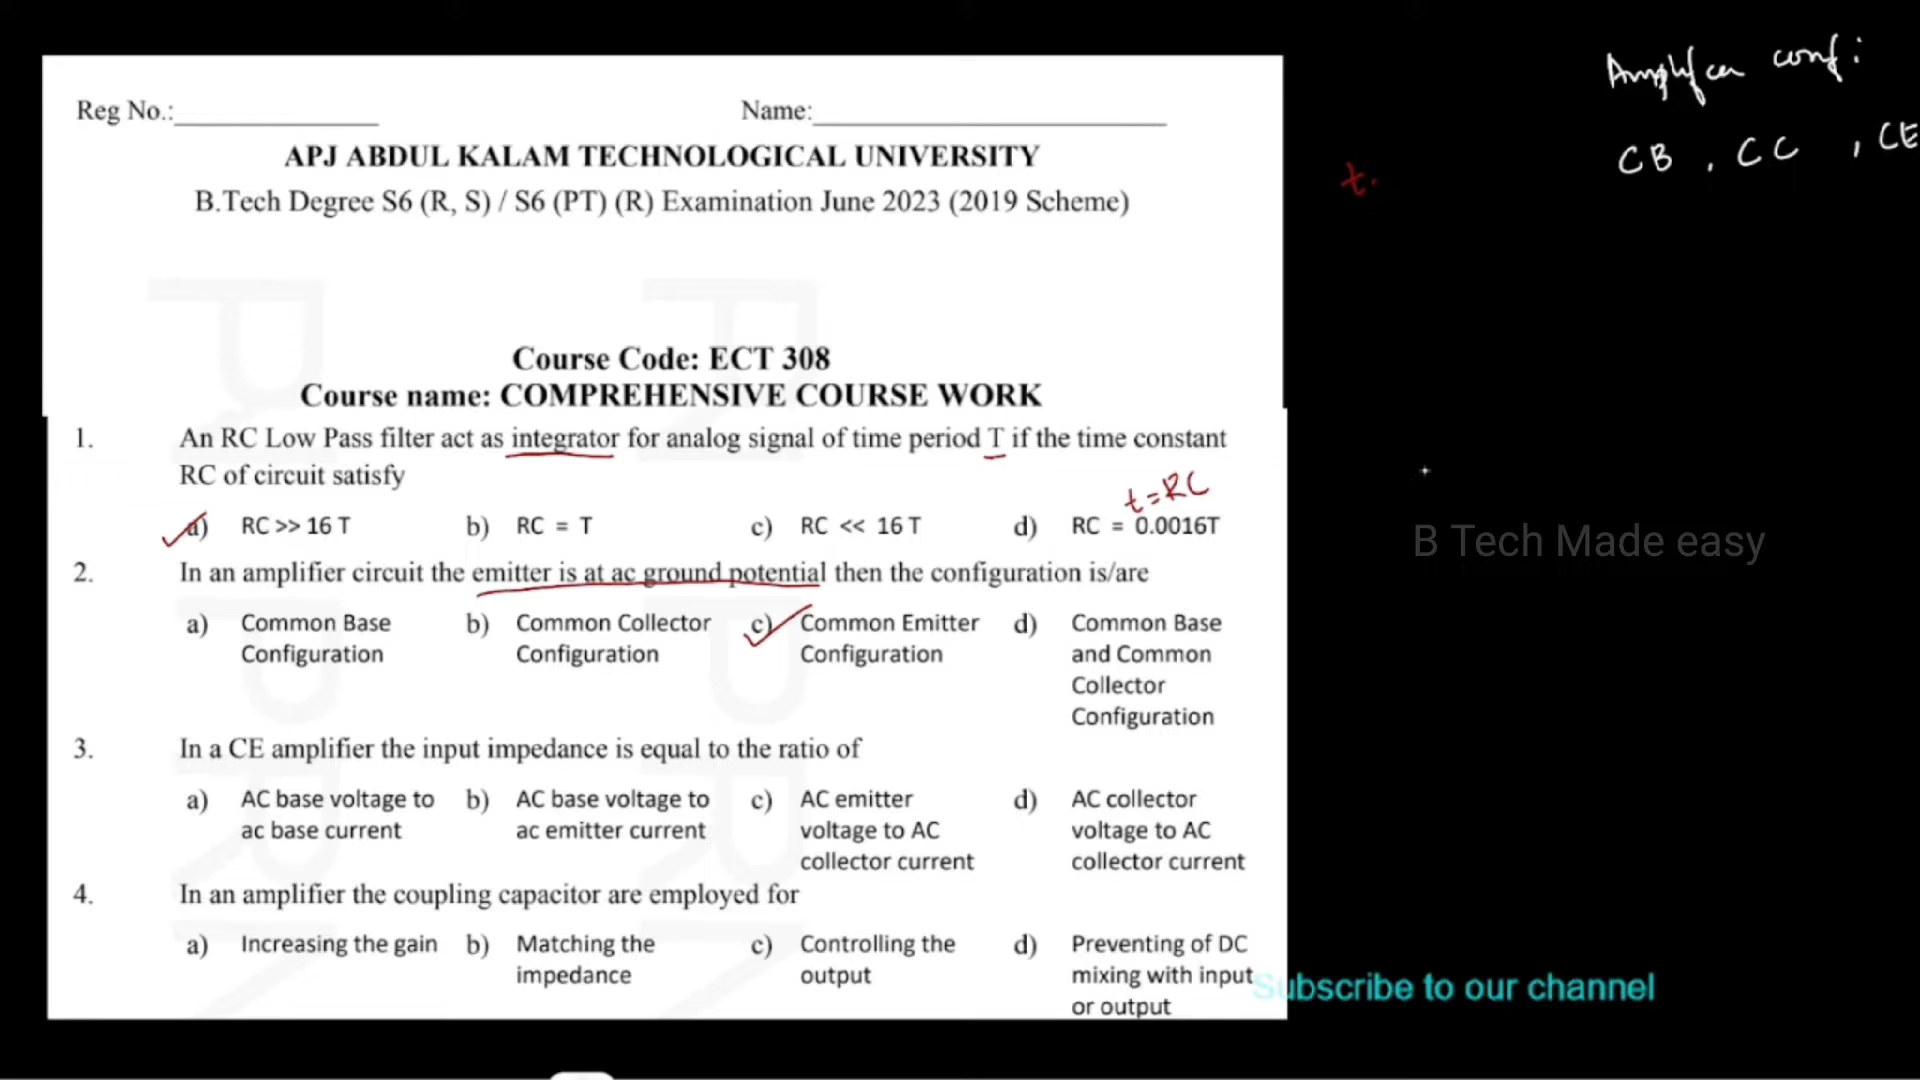 Reg No.:_______________ Name:__________________________
APJ ABDUL KALAM TECHNOLOGICAL UNIVERSITY
B.Tech Degree S6 (R, S) / S6 (PT) (R) Examination June 2023 (2019 Scheme)
Course Code: ECT 308
Course name: COMPREHENSIVE COURSE WORK
1. An RC Low Pass filter act as integrator for analog signal of time period T if the time constant
RC of circuit satisfy
t=RC
a) RC >> 16 T b) RC = T c) RC << 16 T d) RC = 0.0016T
2. In an amplifier circuit the emitter is at ac ground potential then the configuration is/are
a) Common Base b) Common Collector c) Common Emitter d) Common Base
Configuration Configuration Configuration and Common
Collector
Configuration
3. In a CE amplifier the input impedance is equal to the ratio of
a) AC base voltage to b) AC base voltage to c) AC emitter d) AC collector
ac base current ac emitter current voltage to AC voltage to AC
collector current collector current
4. In an amplifier the coupling capacitor are employed for
a) Increasing the gain b) Matching the c) Controlling the d) Preventing of DC
impedance output mixing with input
or output
conf:
CB , CC , CE
t.
B Tech Made easy
Subscribe to our channel